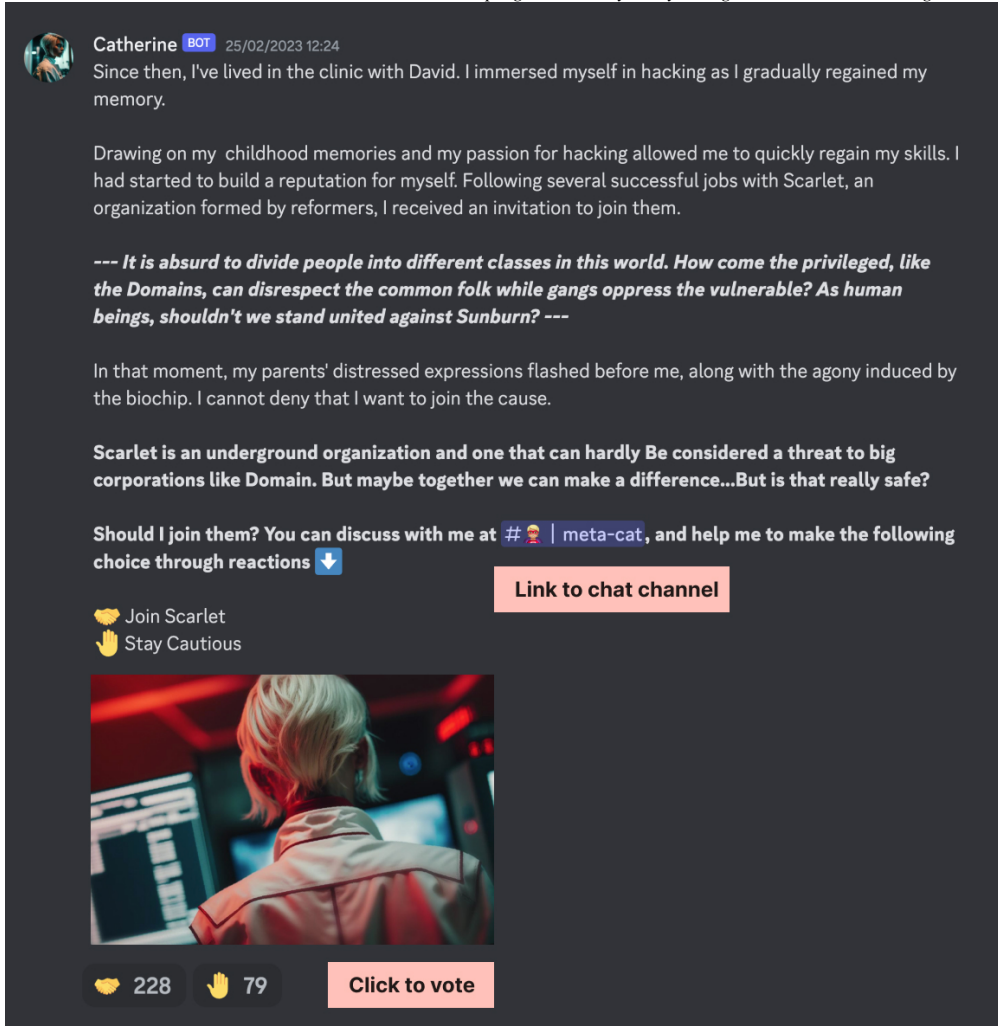 Catherine BOT 25/02/2023 12:24
Since then, I've lived in the clinic with David. I immersed myself in hacking as I gradually regained my
memory.
Drawing on my childhood memories and my passion for hacking allowed me to quickly regain my skills. I
had started to build a reputation for myself. Following several successful jobs with Scarlet, an
organization formed by reformers, I received an invitation to join them.
--- It is absurd to divide people into different classes in this world. How come the privileged, like
the Domains, can disrespect the common folk while gangs oppress the vulnerable? As human
beings, shouldn't we stand united against Sunburn? ---
In that moment, my parents' distressed expressions flashed before me, along with the agony induced by
the biochip. I cannot deny that I want to join the cause.
Scarlet is an underground organization and one that can hardly Be considered a threat to big
corporations like Domain. But maybe together we can make a difference...But is that really safe?
Should I join them? You can discuss with me at # | meta-cat, and help me to make the following
choice through reactions
Link to chat channel
🤝 Join Scarlet
🤚 Stay Cautious
🤝 228 🤚 79 Click to vote